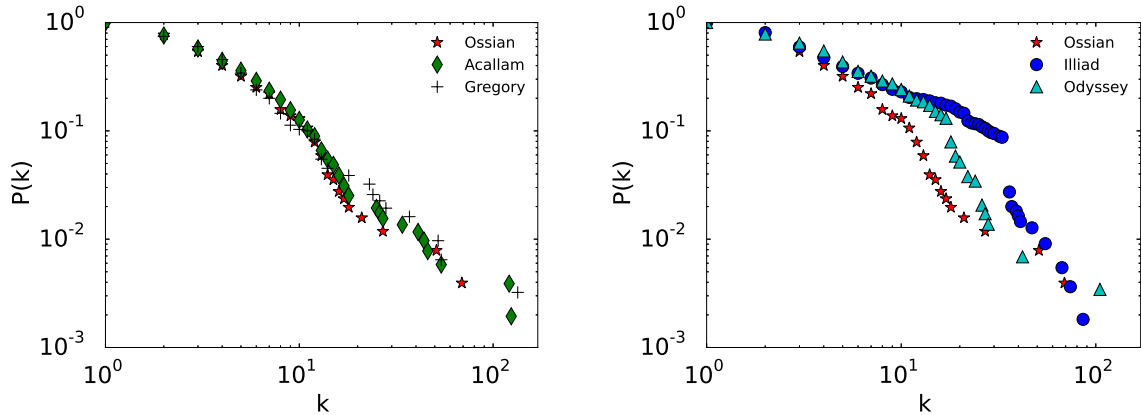 10^0
10^-1
10^-2
10^-3
P(k)
10^0
10^1
10^2
k
Ossian
Acallam
Gregory
10^0
10^-1
10^-2
10^-3
P(k)
10^0
10^1
10^2
k
Ossian
Illiad
Odyssey